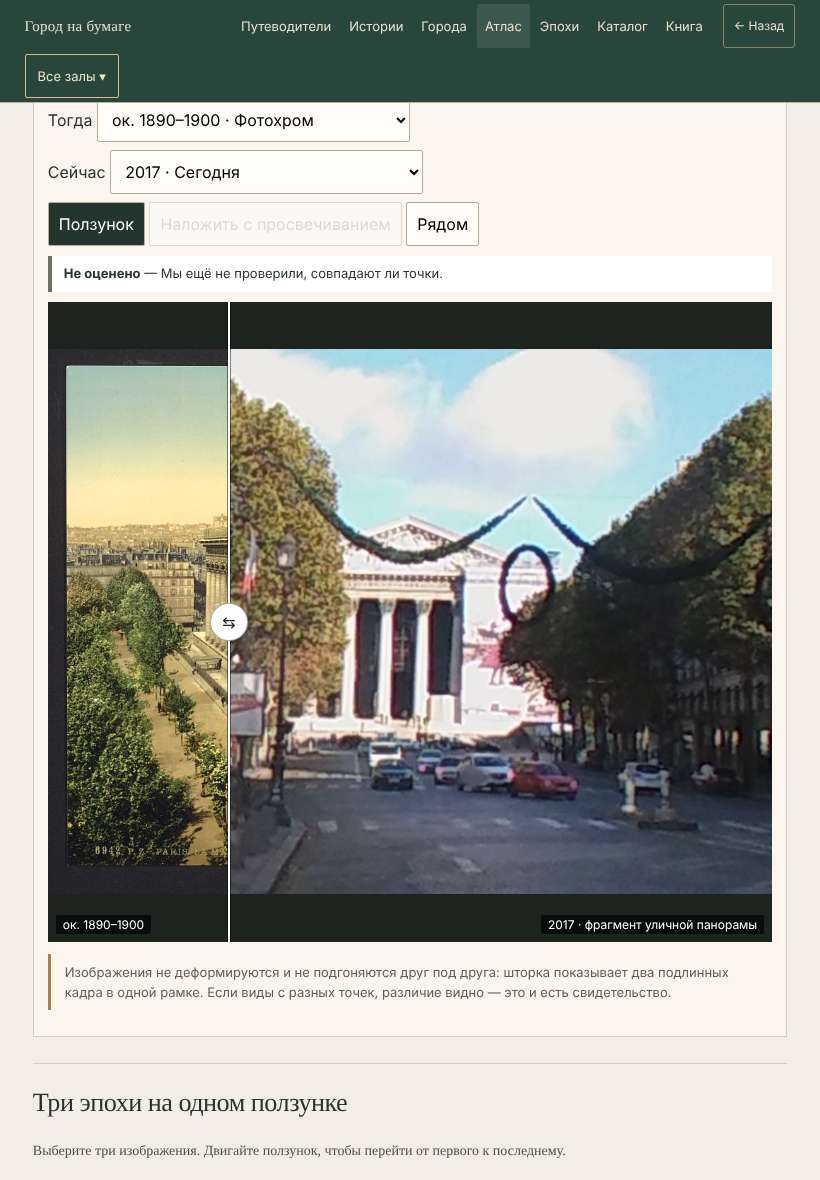 Город на бумаге
Путеводители
Истории
Города
Атлас
Эпохи
Каталог
Книга
← Назад
Все залы ▾
Тогда
ок. 1890–1900 · Фотохром
Сейчас
2017 · Сегодня
Ползунок
Наложить с просвечиванием
Рядом
Не оценено — Мы ещё не проверили, совпадают ли точки.
P.Z. PARIS
ок. 1890–1900
2017 · фрагмент уличной панорамы
Изображения не деформируются и не подгоняются друг под друга: шторка показывает два подлинных
кадра в одной рамке. Если виды с разных точек, различие видно — это и есть свидетельство.
Три эпохи на одном ползунке
Выберите три изображения. Двигайте ползунок, чтобы перейти от первого к последнему.